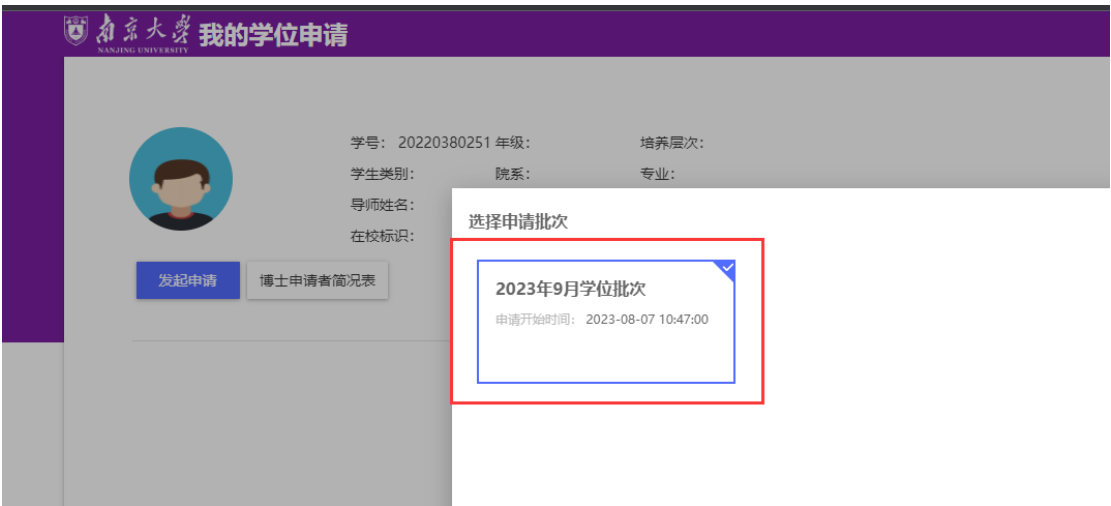 南京大学 我的学位申请
NANJING UNIVERSITY
学号： 20220380251 年级： 培养层次：
学生类别： 院系： 专业：
导师姓名：
在校标识：
发起申请 博士申请者简况表
选择申请批次
2023年9月学位批次
申请开始时间： 2023-08-07 10:47:00